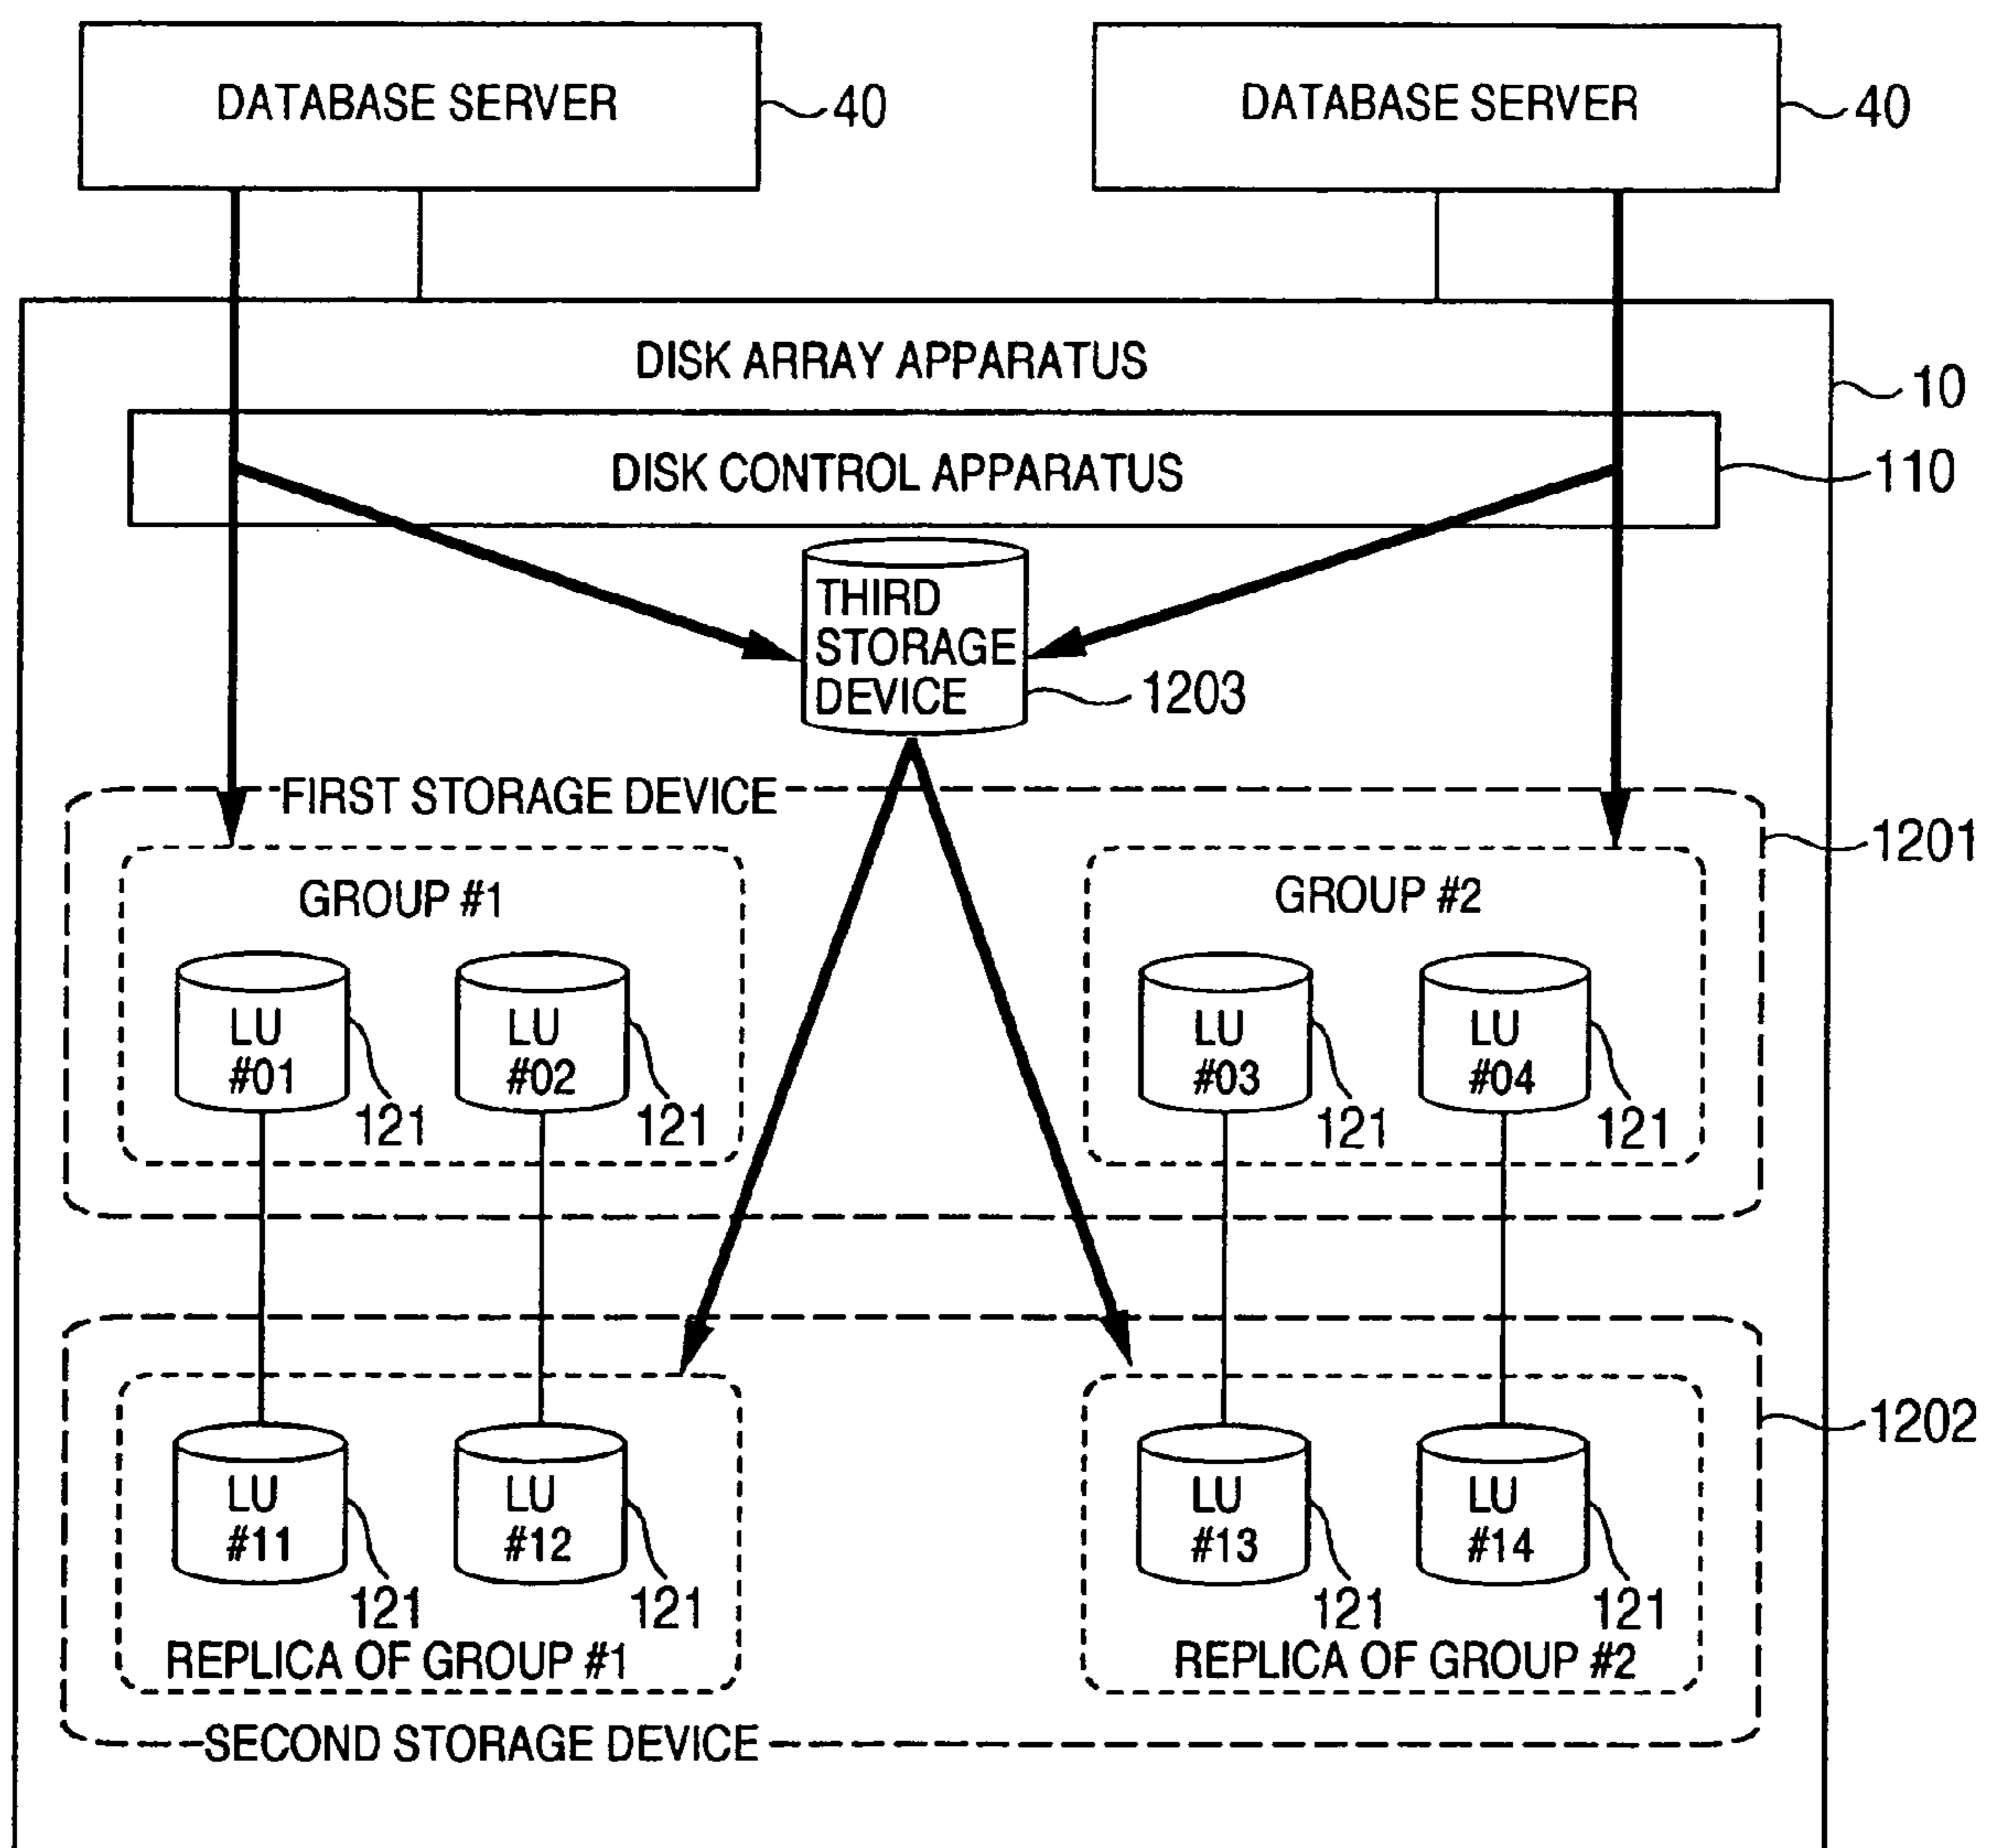 DATABASE SERVER
40
DATABASE SERVER
40
DISK ARRAY APPARATUS
10
DISK CONTROL APPARATUS
110
THIRD
STORAGE
DEVICE
1203
FIRST STORAGE DEVICE
1201
GROUP #1
GROUP #2
LU
#01
121
LU
#02
121
LU
#03
121
LU
#04
121
1202
LU
#11
121
LU
#12
121
LU
#13
121
LU
#14
121
REPLICA OF GROUP #1
REPLICA OF GROUP #2
SECOND STORAGE DEVICE